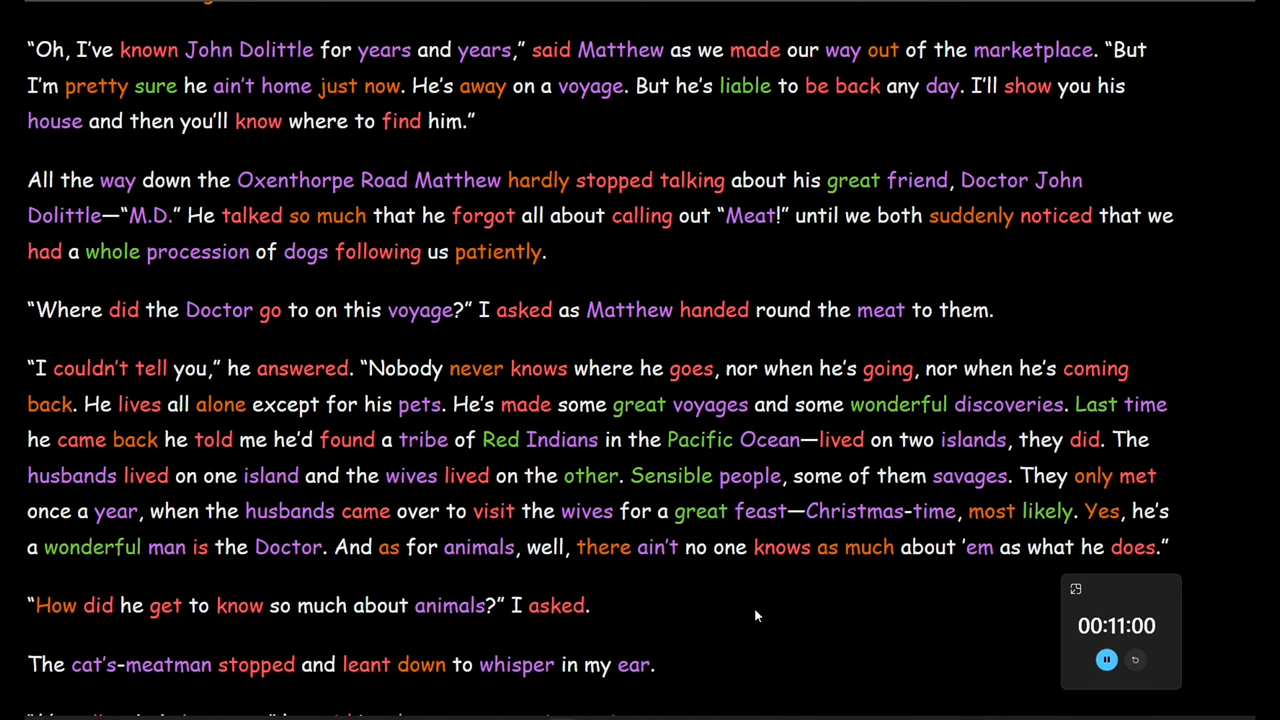 “Oh, I’ve known John Dolittle for years and years,” said Matthew as we made our way out of the marketplace. “But
I’m pretty sure he ain’t home just now. He’s away on a voyage. But he’s liable to be back any day. I’ll show you his
house and then you’ll know where to find him.”
All the way down the Oxenthorpe Road Matthew hardly stopped talking about his great friend, Doctor John
Dolittle—“M.D.” He talked so much that he forgot all about calling out “Meat!” until we both suddenly noticed that we
had a whole procession of dogs following us patiently.
“Where did the Doctor go to on this voyage?” I asked as Matthew handed round the meat to them.
“I couldn’t tell you,” he answered. “Nobody never knows where he goes, nor when he’s going, nor when he’s coming
back. He lives all alone except for his pets. He’s made some great voyages and some wonderful discoveries. Last time
he came back he told me he’d found a tribe of Red Indians in the Pacific Ocean—lived on two islands, they did. The
husbands lived on one island and the wives lived on the other. Sensible people, some of them savages. They only met
once a year, when the husbands came over to visit the wives for a great feast—Christmas-time, most likely. Yes, he’s
a wonderful man is the Doctor. And as for animals, well, there ain’t no one knows as much about ’em as what he does.”
“How did he get to know so much about animals?” I asked.
The cat’s-meatman stopped and leant down to whisper in my ear.
00:11:00